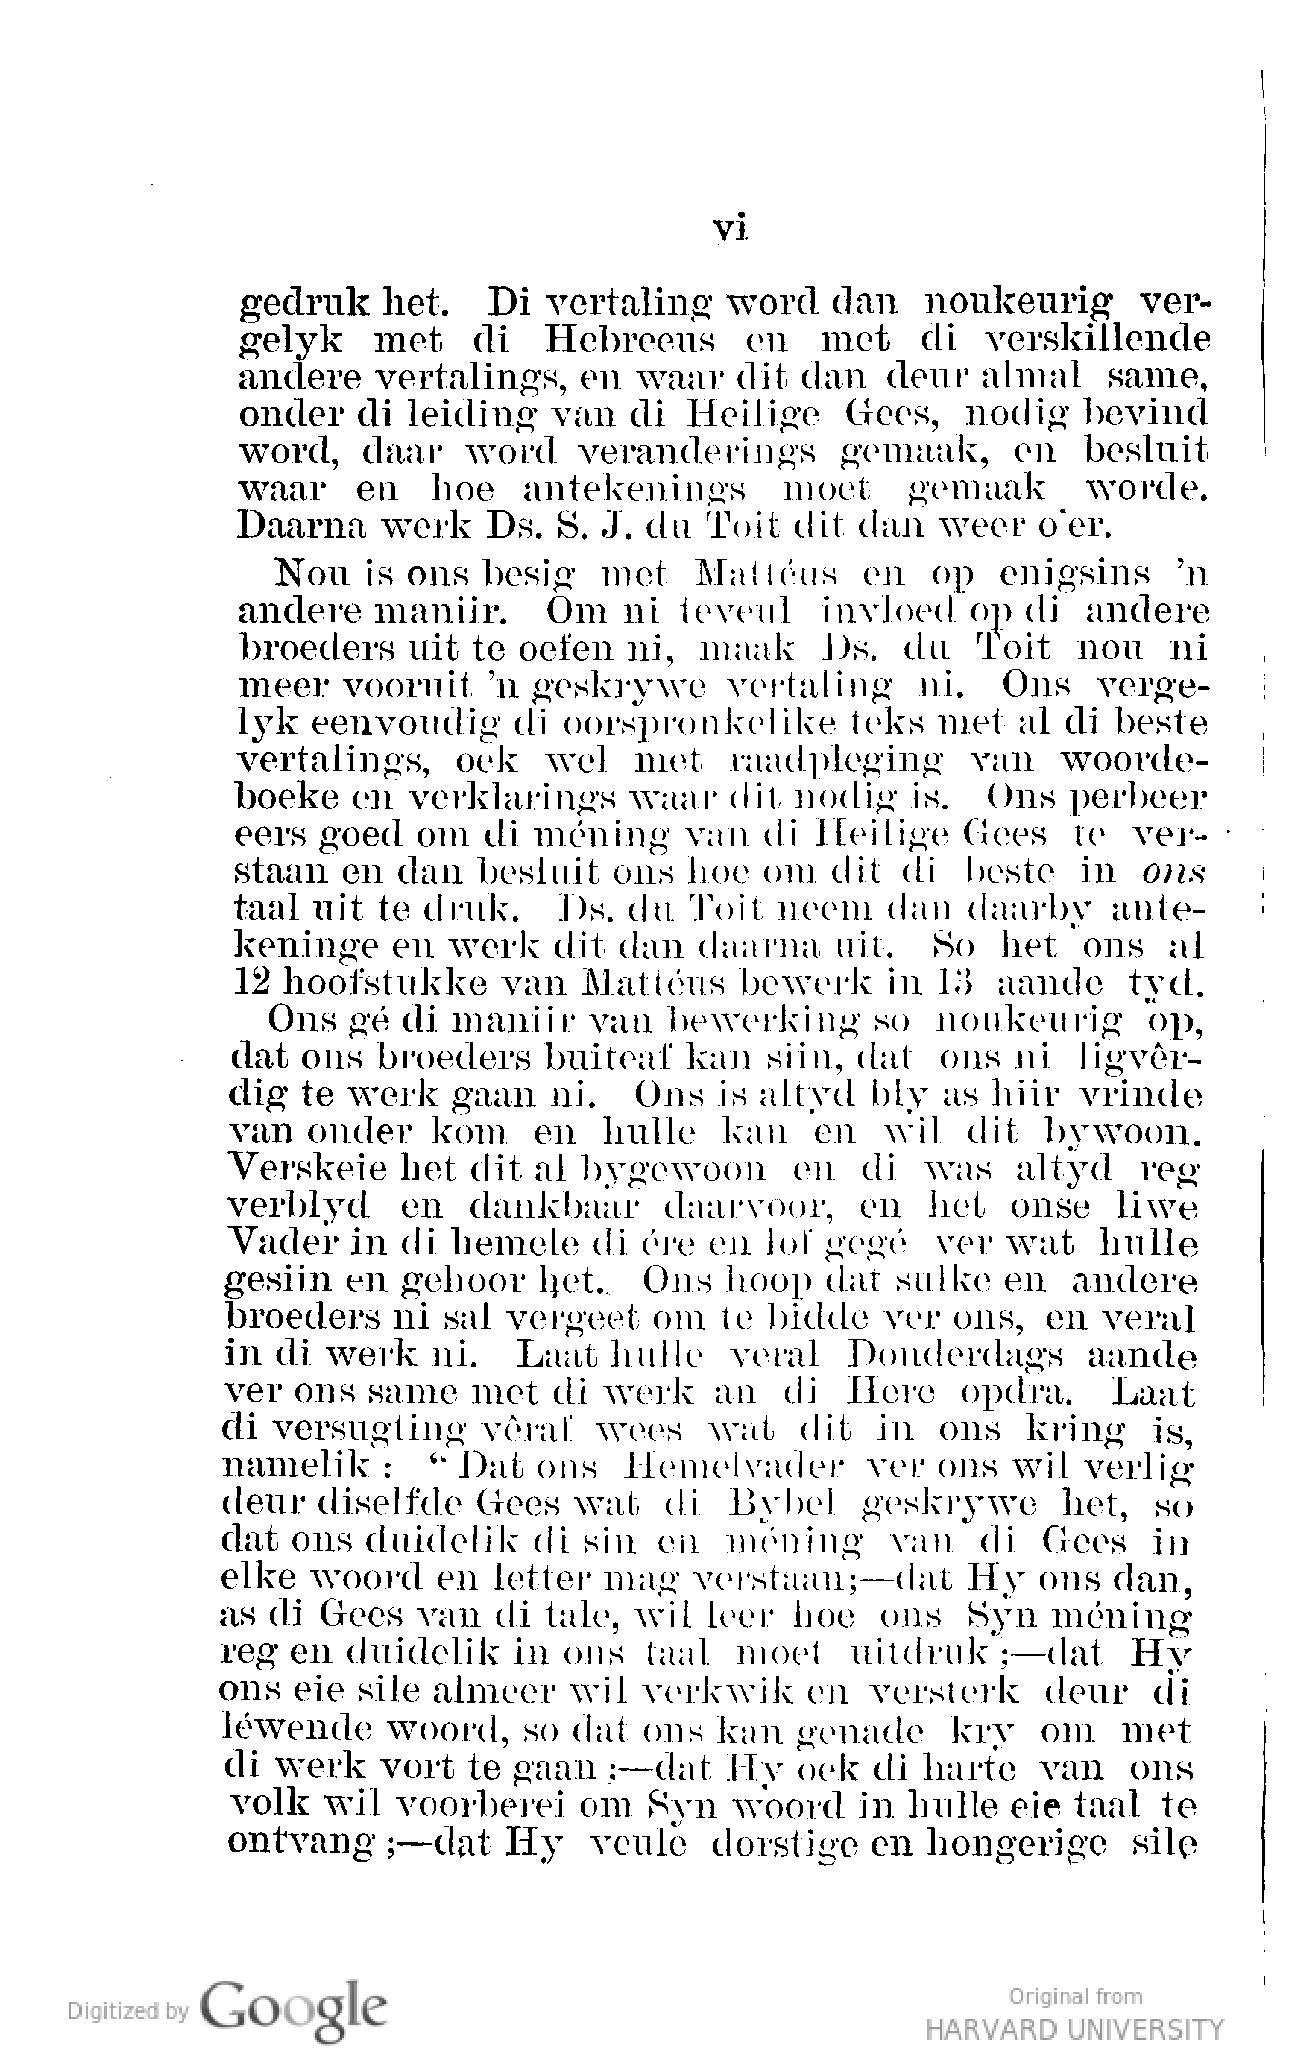 vi
gedruk het. Di vertaling word dan noukeurig ver-
gelyk met di Hebreeus en met di verskillende
andere vertalings, en waar dit dan deur almal same,
onder di leiding van di Heilige Gees, nodig bevind
word, daar word veranderings gemaak, en besluit
waar en hoe antekenings moet gemaak worde.
Daarna werk Ds. S. J. du Toit dit dan weer o'er.
Nou is ons besig met Mattéus en op enigsins 'n
andere maniir. Om ni teveul invloed op di andere
broeders uit te oefen ni, maak Ds. du Toit nou ni
meer vooruit 'n geskrywe vertaling ni. Ons verge-
lyk eenvoudig di oorspronkelike teks met al di beste
vertalings, oek wel met raadpleging van woorde-
boeke en verklarings waar dit nodig is. Ons perbeer
eers goed om di méning van di Heilige Gees te ver-
staan en dan besluit ons hoe om dit di beste in ons
taal uit te druk. Ds. du Toit neem dan daarby ante-
keninge en werk dit dan daarna uit. So het ons al
12 hoofstukke van Mattéus bewerk in 13 aande tyd.
Ons gé di maniir van bewerking so noukeurig op,
dat ons broeders buiteaf kan siin, dat ons ni ligvêr-
dig te werk gaan ni. Ons is altyd bly as hiir vrinde
van onder kom en hulle kan en wil dit bywoon.
Verskeie het dit al bygewoon en di was altyd reg
verblyd en dankbaar daarvoor, en het onse liwe
Vader in di hemele di ére en lof gegé ver wat hulle
gesiin en gehoor het. Ons hoop dat sulke en andere
broeders ni sal vergeet om te bidde ver ons, en veral
in di werk ni. Laat hulle veral Donderdags aande
ver ons same met di werk an di Here opdra. Laat
di versugting vêraf wees wat dit in ons kring is,
namelik : “ Dat ons Hemelvader ver ons wil verlig
deur diselfde Gees wat di Bybel geskrywe het, so
dat ons duidelik di sin en méning van di Gees in
elke woord en letter mag verstaan;—dat Hy ons dan,
as di Gees van di tale, wil leer hoe ons Syn méning
reg en duidelik in ons taal moet uitdruk ;—dat Hy
ons eie sile almeer wil verkwik en versterk deur di
léwende woord, so dat ons kan genade kry om met
di werk vort te gaan ;—dat Hy oek di harte van ons
volk wil voorberei om Syn woord in hulle eie taal te
ontvang ;—dat Hy veule dorstige en hongerige sile
Digitized by Google
Original from
HARVARD UNIVERSITY